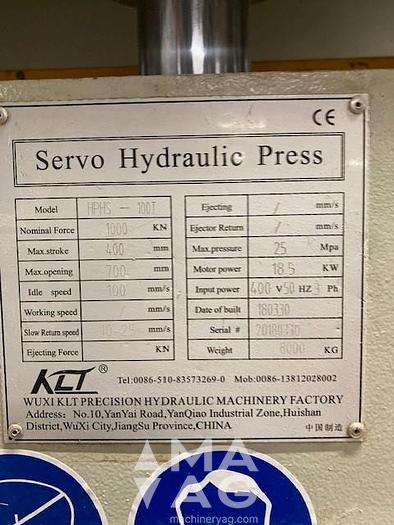 CE
Servo Hydraulic Press
Model HPHS - 100T
Nominal Force 1000 KN
Max.stroke 400 mm
Max.opening 700 mm
Idle speed 100 mm/s
Working speed / mm/s
Slow Return speed 10-25 mm/s
Ejecting Force KN
Ejecting / mm/s
Ejector Return / mm/s
Max.pressure 25 Mpa
Motor power 18.5 KW
Input power 400 V 50 HZ 3 Ph
Date of built 180330
Serial # 20180330
Weight 8000 KG
KLT ®
Tel:0086-510-83573269-0 Mob:0086-13812028002
WUXI KLT PRECISION HYDRAULIC MACHINERY FACTORY
Address: No.10,YanYai Road,YanQiao Industrial Zone,Huishan
District,WuXi City,JiangSu Province,CHINA
中国制造
MA
MA
VAG
machineryag.com